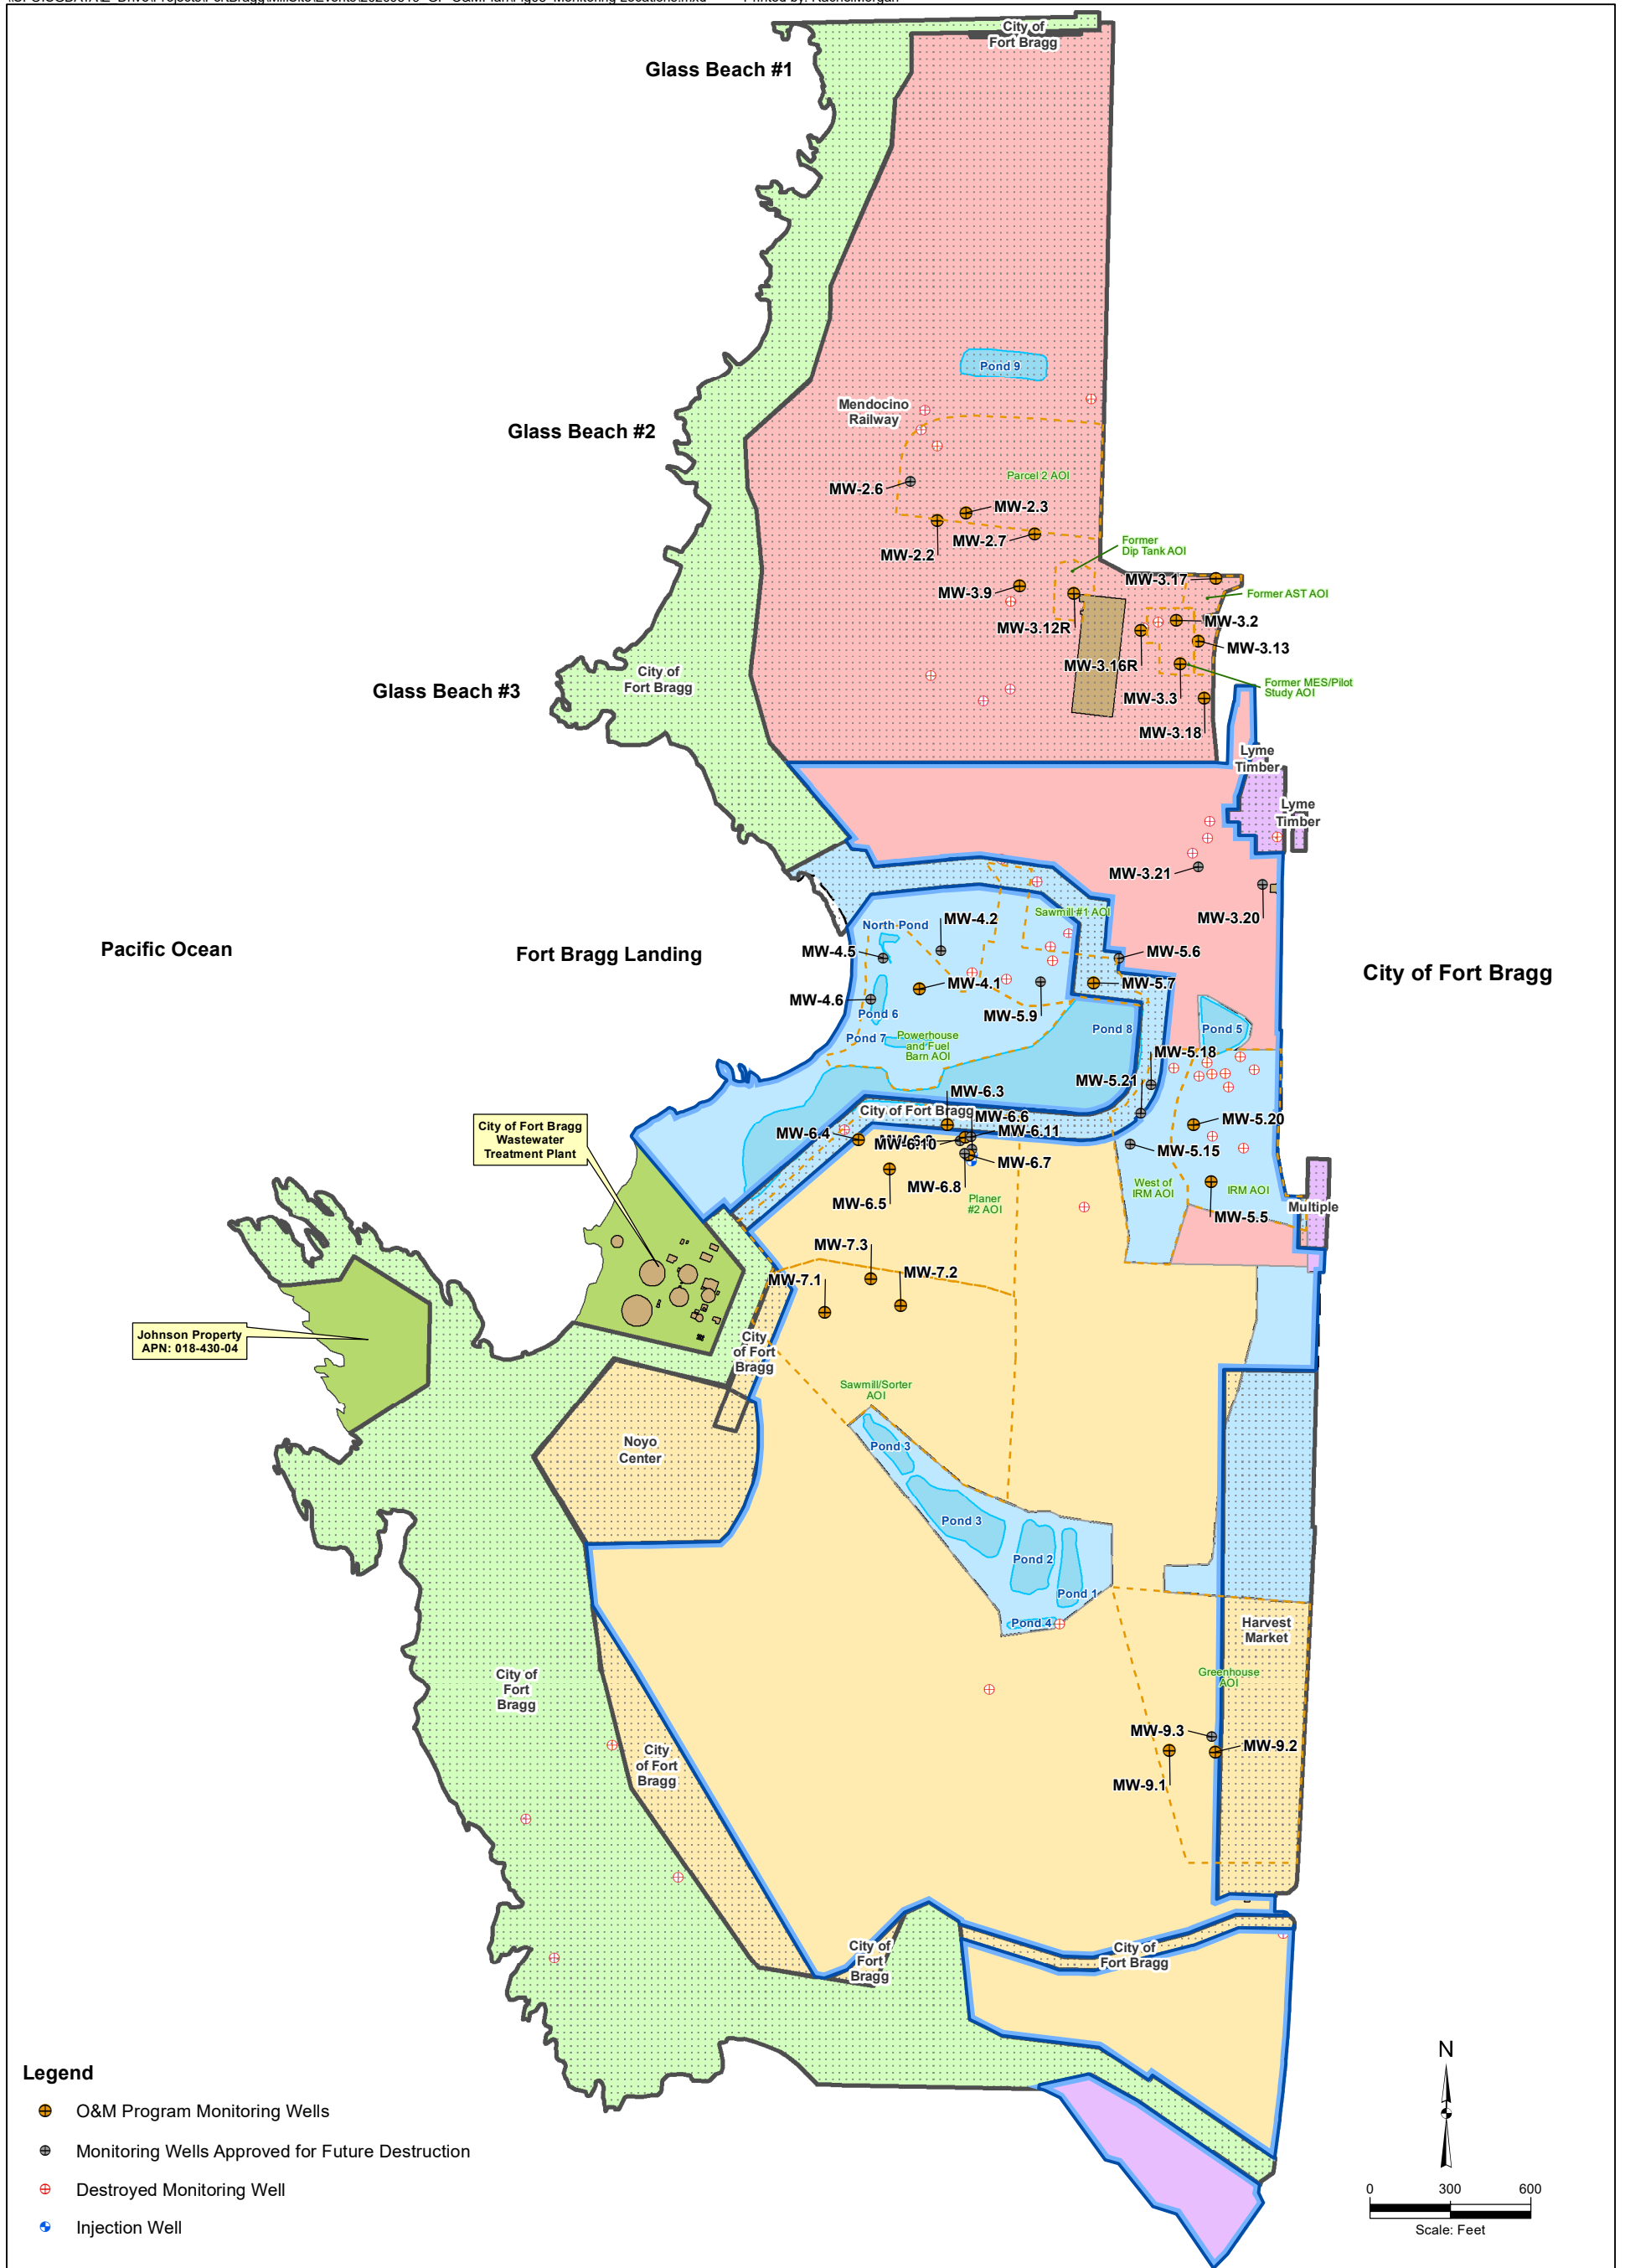 City of
Fort Bragg
Glass Beach #1
Pond 9
Mendocino
Railway
Glass Beach #2
Parcel 2 AOI
MW-2.6
MW-2.3
MW-2.2
MW-2.7
Former
Dip Tank AOI
MW-3.17
MW-3.9
Former AST AOI
MW-3.12R
MW-3.2
MW-3.13
MW-3.16R
City of
Fort Bragg
Glass Beach #3
Former MES/Pilot
Study AOI
MW-3.3
MW-3.18
Lyme
Timber
Lyme
Timber
MW-3.21
MW-3.20
Sawmill #1 AOI
North Pond
MW-4.2
Pacific Ocean
Fort Bragg Landing
MW-4.5
MW-5.6
City of Fort Bragg
MW-4.1
MW-5.7
MW-4.6
Pond 6
MW-5.9
Pond 8
Pond 5
Pond 7
Powerhouse
and Fuel
Barn AOI
MW-5.18
MW-5.21
MW-6.3
City of Fort Bragg
MW-6.6
MW-5.20
City of Fort Bragg
Wastewater
Treatment Plant
MW-6.4
MW-6.10
MW-6.11
MW-5.15
MW-6.7
MW-6.8
West of
IRM AOI
IRM AOI
MW-6.5
Planer
#2 AOI
Multiple
MW-5.5
MW-7.3
MW-7.2
MW-7.1
Johnson Property
APN: 018-430-04
City
of Fort
Bragg
Sawmill/Sorter
AOI
Noyo
Center
Pond 3
Pond 3
Pond 2
Pond 1
Pond 4
Harvest
Market
City of
Fort
Bragg
Greenhouse
AOI
MW-9.3
MW-9.2
City
of Fort
Bragg
MW-9.1
City of
Fort
Bragg
City of
Fort Bragg
Legend
O&M Program Monitoring Wells
Monitoring Wells Approved for Future Destruction
Destroyed Monitoring Well
Injection Well
N
0 300 600
Scale: Feet